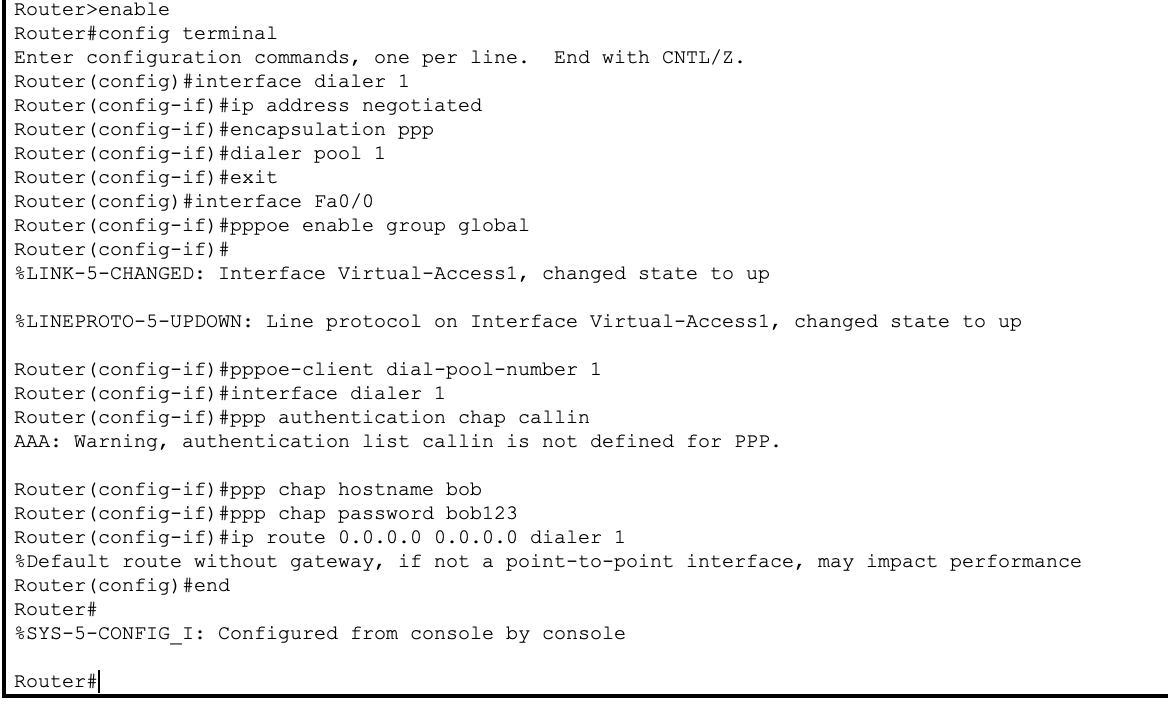 Router>enable
Router#config terminal
Enter configuration commands, one per line.  End with CNTL/Z.
Router(config)#interface dialer 1
Router(config-if)#ip address negotiated
Router(config-if)#encapsulation ppp
Router(config-if)#dialer pool 1
Router(config-if)#exit
Router(config)#interface Fa0/0
Router(config-if)#pppoe enable group global
Router(config-if)#
%LINK-5-CHANGED: Interface Virtual-Access1, changed state to up
%LINEPROTO-5-UPDOWN: Line protocol on Interface Virtual-Access1, changed state to up
Router(config-if)#pppoe-client dial-pool-number 1
Router(config-if)#interface dialer 1
Router(config-if)#ppp authentication chap callin
AAA: Warning, authentication list callin is not defined for PPP.
Router(config-if)#ppp chap hostname bob
Router(config-if)#ppp chap password bob123
Router(config-if)#ip route 0.0.0.0 0.0.0.0 dialer 1
%Default route without gateway, if not a point-to-point interface, may impact performance
Router(config)#end
Router#
%SYS-5-CONFIG_I: Configured from console by console
Router#